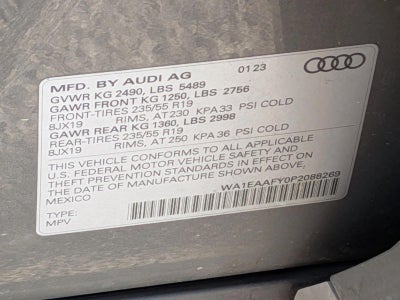 MFD. BY AUDI AG 01 23
GVWR KG 2490, LBS 5489
GAWR FRONT KG 1250, LBS 2756
FRONT-TIRES 235/55 R19
8JX19 RIMS, AT 230 KPA 33 PSI COLD
GAWR REAR KG 1360, LBS 2998
REAR-TIRES 235/55 R19
8JX19 RIMS, AT 250 KPA 36 PSI COLD
THIS VEHICLE CONFORMS TO ALL APPLICABLE
U.S. FEDERAL MOTOR VEHICLE SAFETY AND
THEFT PREVENTION STANDARDS IN EFFECT ON
THE DATE OF MANUFACTURE SHOWN ABOVE.
MEXICO
WA1EAAFY0P2088269
TYPE:
MPV